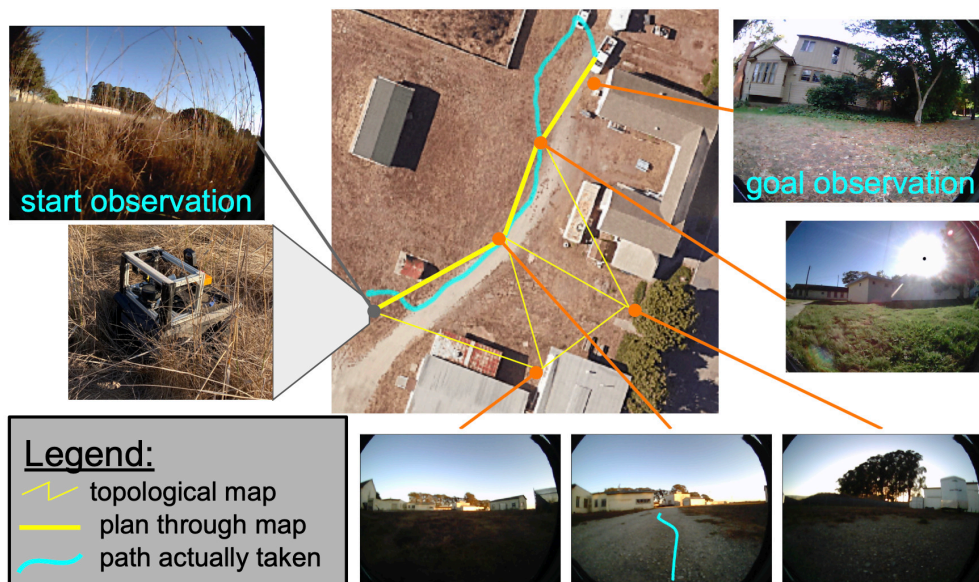 start observation
goal observation
Legend:
topological map
plan through map
path actually taken